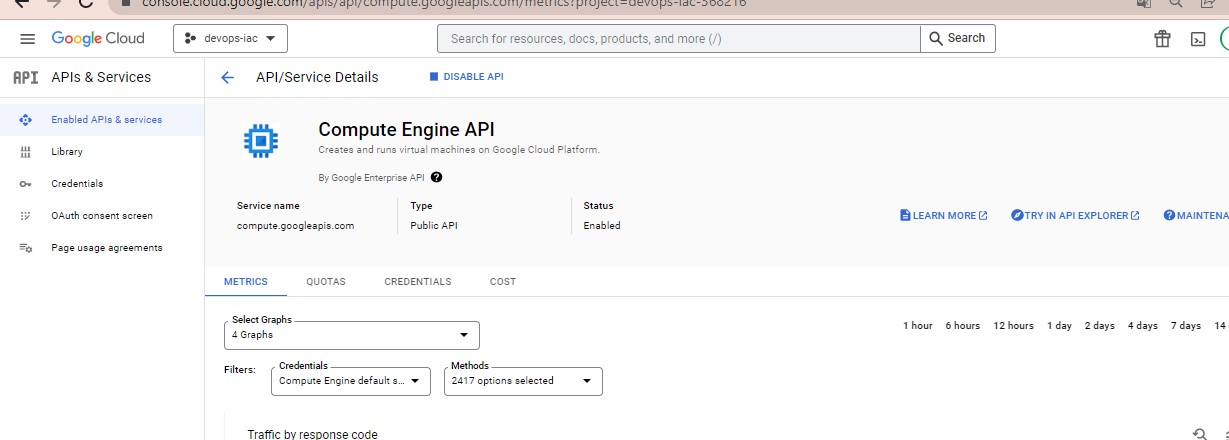 console.cloud.google.com/apis/api/compute.googleapis.com/metrics?project=devops-iac-368216
Google Cloud
devops-iac
Search for resources, docs, products, and more (/)
Search
API APIs & Services
API/Service Details
DISABLE API
Enabled APIs & services
Library
Credentials
OAuth consent screen
Page usage agreements
Compute Engine API
Creates and runs virtual machines on Google Cloud Platform.
By Google Enterprise API
Service name
compute.googleapis.com
Type
Public API
Status
Enabled
LEARN MORE
TRY IN API EXPLORER
MAINTENA
METRICS QUOTAS CREDENTIALS COST
Select Graphs
4 Graphs
1 hour 6 hours 12 hours 1 day 2 days 4 days 7 days 14
Filters:
Credentials
Compute Engine default s...
Methods
2417 options selected
Traffic by response code